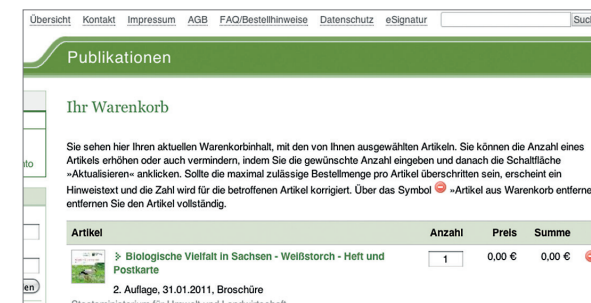 Übersicht Kontakt Impressum AGB FAQ/Bestellhinweise Datenschutz eSignatur
Publikationen
Ihr Warenkorb
Sie sehen hier Ihren aktuellen Warenkorbinhalt, mit den von Ihnen ausgewählten Artikeln. Sie können die Anzahl eines
Artikels erhöhen oder auch vermindern, indem Sie die gewünschte Anzahl eingeben und danach die Schaltfläche
»Aktualisieren« anklicken. Sollte die maximal zulässige Bestellmenge pro Artikel überschritten sein, erscheint ein
Hinweistext und die Zahl wird für die betroffenen Artikel korrigiert. Über das Symbol »Artikel aus Warenkorb entferne
entfernen Sie den Artikel vollständig.
Artikel Anzahl Preis Summe
Biologische Vielfalt in Sachsen - Weißstorch - Heft und 1 0,00 € 0,00 €
Postkarte
2. Auflage, 31.01.2011, Broschüre